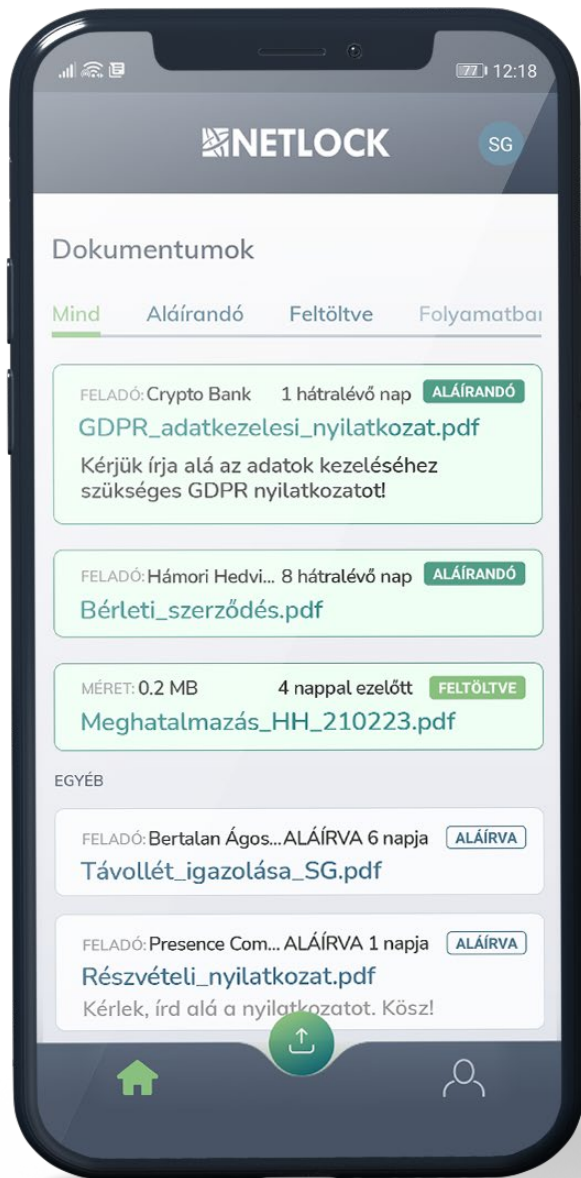 77 12:18
NETLOCK SG
Dokumentumok
Mind Aláírandó Feltöltve Folyamatban
FELADÓ: Crypto Bank 1 hátralévő nap ALÁÍRANDÓ
GDPR_adatkezelesi_nyilatkozat.pdf
Kérjük írja alá az adatok kezeléséhez
szükséges GDPR nyilatkozatot!
FELADÓ: Hámori Hedvi... 8 hátralévő nap ALÁÍRANDÓ
Bérleti_szerződés.pdf
MÉRET: 0.2 MB 4 nappal ezelőtt FELTÖLTVE
Meghatalmazás_HH_210223.pdf
EGYÉB
FELADÓ: Bertalan Ágos... ALÁÍRVA 6 napja ALÁÍRVA
Távollét_igazolása_SG.pdf
FELADÓ: Presence Com... ALÁÍRVA 1 napja ALÁÍRVA
Részvételi_nyilatkozat.pdf
Kérlek, írd alá a nyilatkozatot. Kösz!